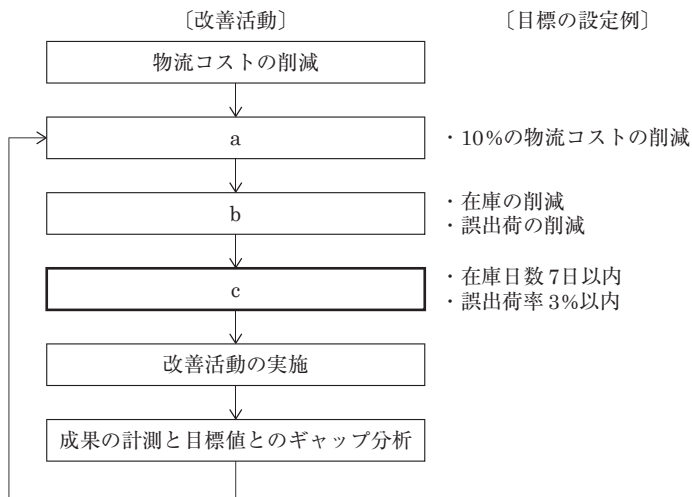 〔改善活動〕 〔目標の設定例〕
物流コストの削減
a ・10%の物流コストの削減
b ・在庫の削減
・誤出荷の削減
c ・在庫日数 7日以内
・誤出荷率 3%以内
改善活動の実施
成果の計測と目標値とのギャップ分析